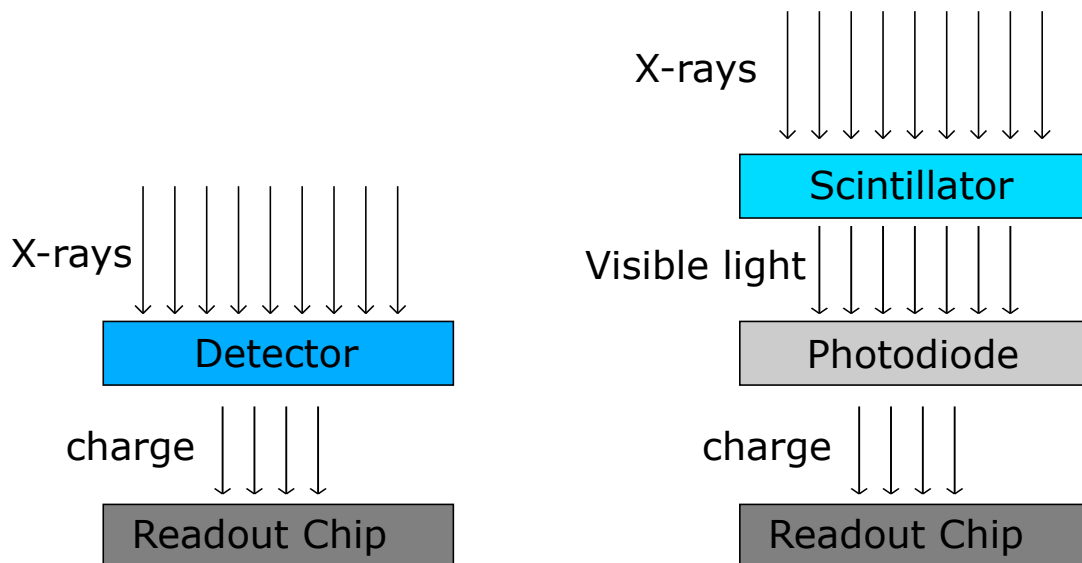 X-rays
Detector
charge
Readout Chip
X-rays
Scintillator
Visible light
Photodiode
charge
Readout Chip